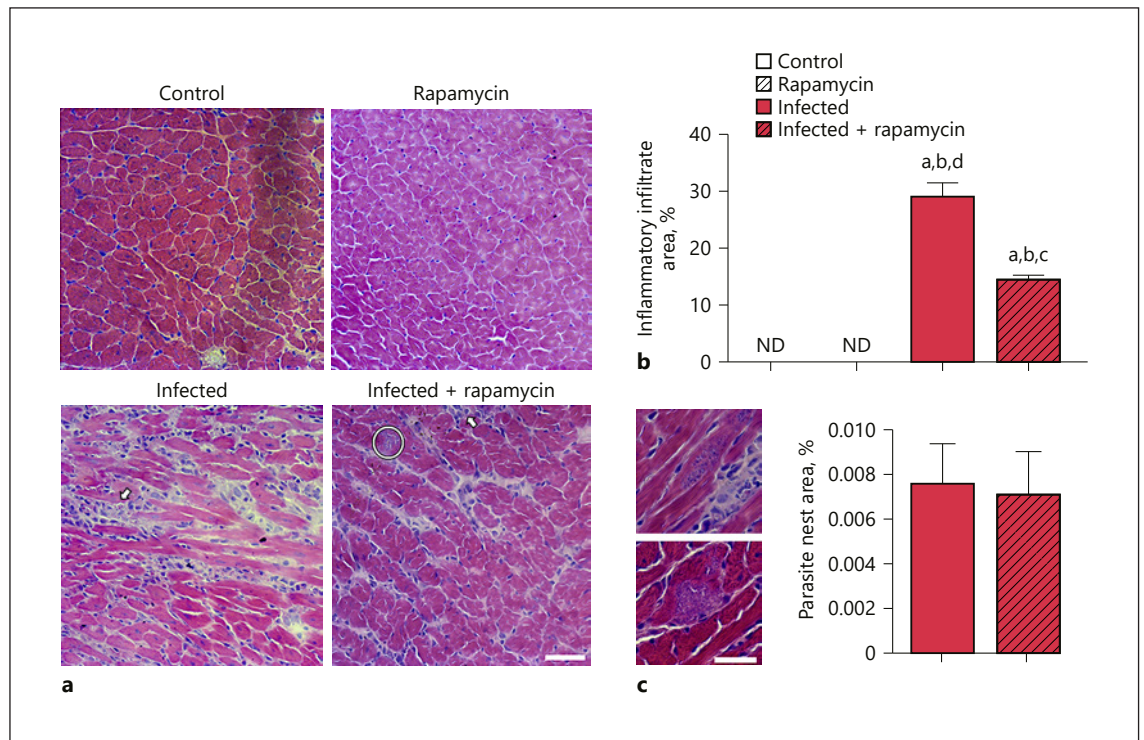 Control
Rapamycin
Infected
Infected + rapamycin
a
Control
Rapamycin
Infected
Infected + rapamycin
Inflammatory infiltrate
area, %
40
30
20
10
0
ND
ND
a,b,d
a,b,c
b
c
Parasite nest area, %
0.010
0.008
0.006
0.004
0.002
0